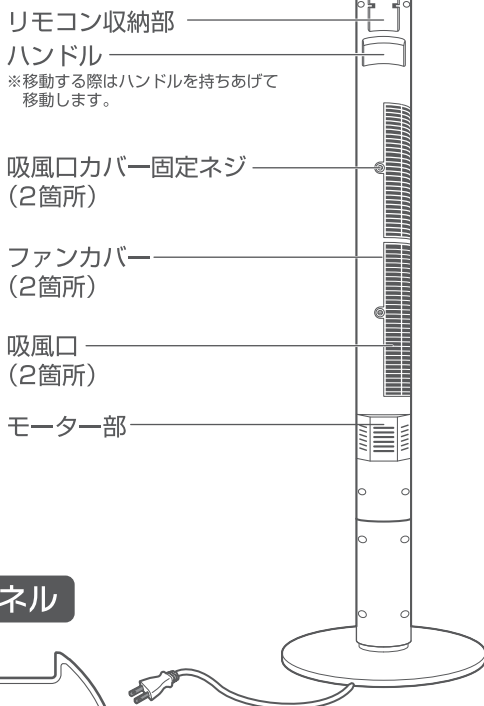 リモコン収納部
ハンドル
※移動する際はハンドルを持ちあげて
移動します。
吸風口カバー固定ネジ
（2箇所）
ファンカバー
（2箇所）
吸風口
（2箇所）
モーター部
ネル